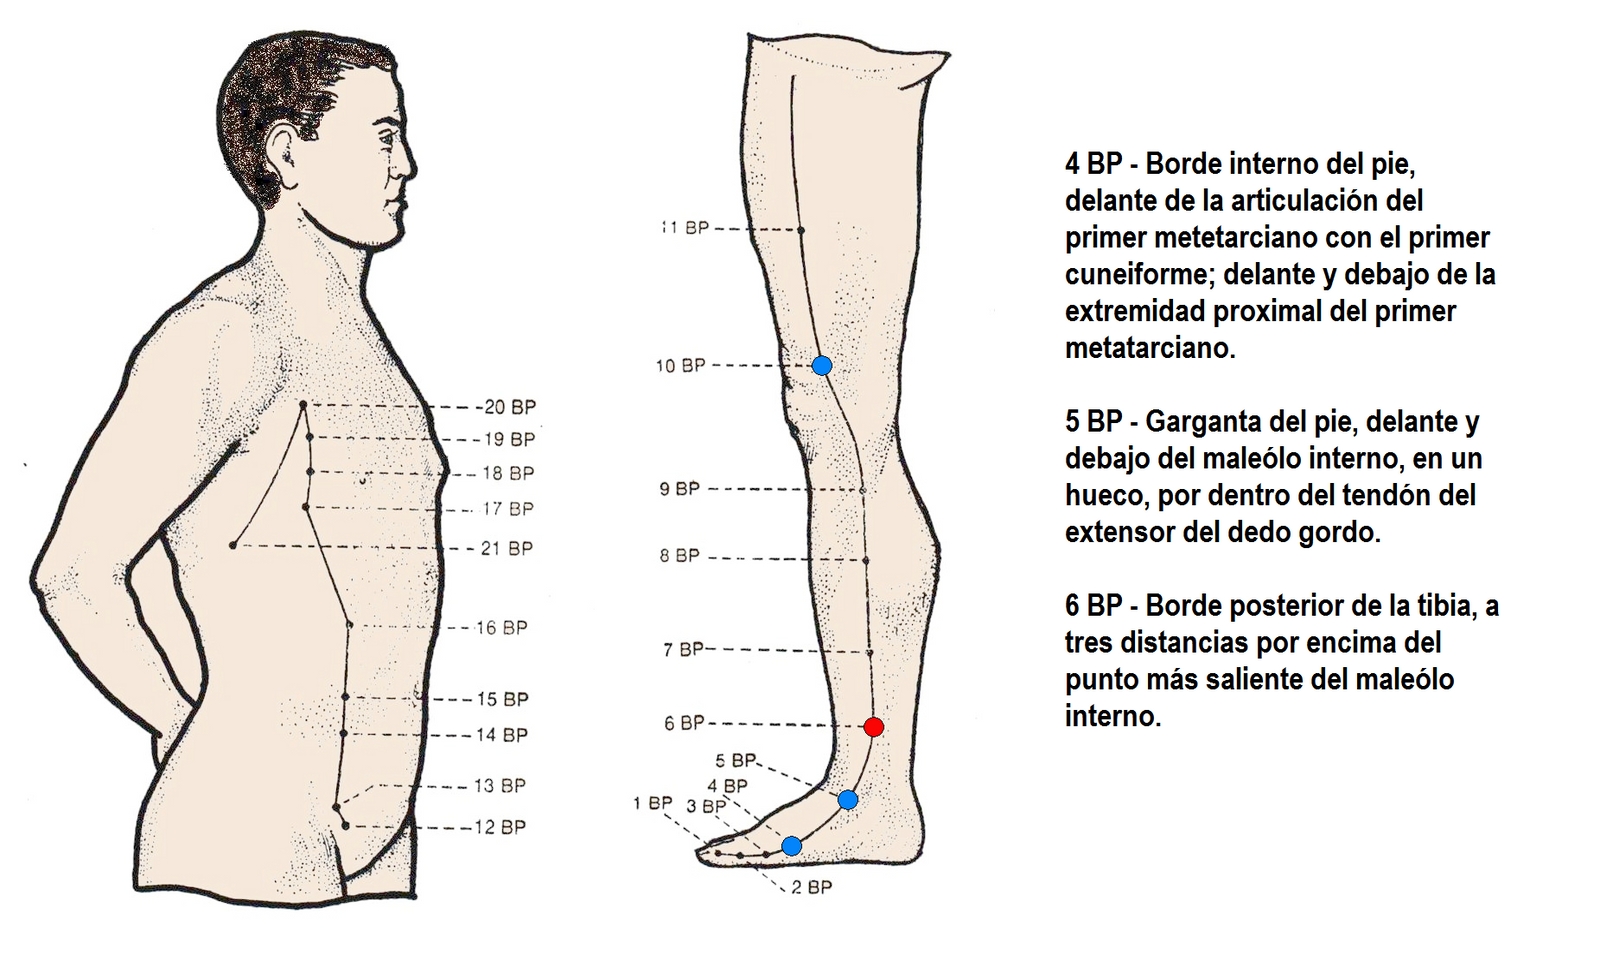 20 BP
19 BP
18 BP
17 BP
21 BP
16 BP
15 BP
14 BP
13 BP
12 BP
11 BP
10 BP
9 BP
8 BP
7 BP
6 BP
5 BP
4 BP
1 BP
3 BP
2 BP
4 BP - Borde interno del pie,
delante de la articulación del
primer metetarciano con el primer
cuneiforme; delante y debajo de la
extremidad proximal del primer
metatarciano.
5 BP - Garganta del pie, delante y
debajo del maleólo interno, en un
hueco, por dentro del tendón del
extensor del dedo gordo.
6 BP - Borde posterior de la tibia, a
tres distancias por encima del
punto más saliente del maleólo
interno.